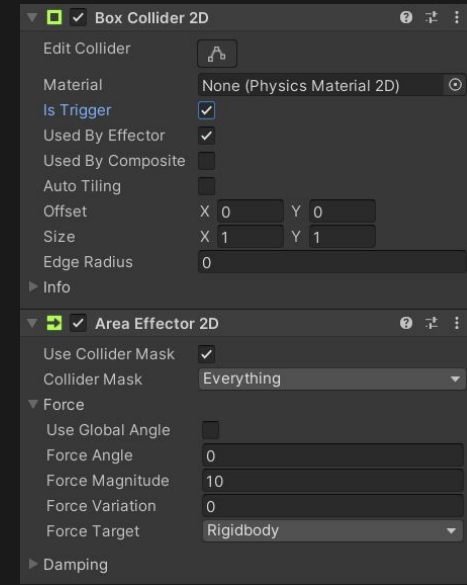 Box Collider 2D
Edit Collider
Material None (Physics Material 2D)
Is Trigger
Used By Effector
Used By Composite
Auto Tiling
Offset X 0 Y 0
Size X 1 Y 1
Edge Radius 0
Info
Area Effector 2D
Use Collider Mask
Collider Mask Everything
Force
Use Global Angle
Force Angle 0
Force Magnitude 10
Force Variation 0
Force Target Rigidbody
Damping